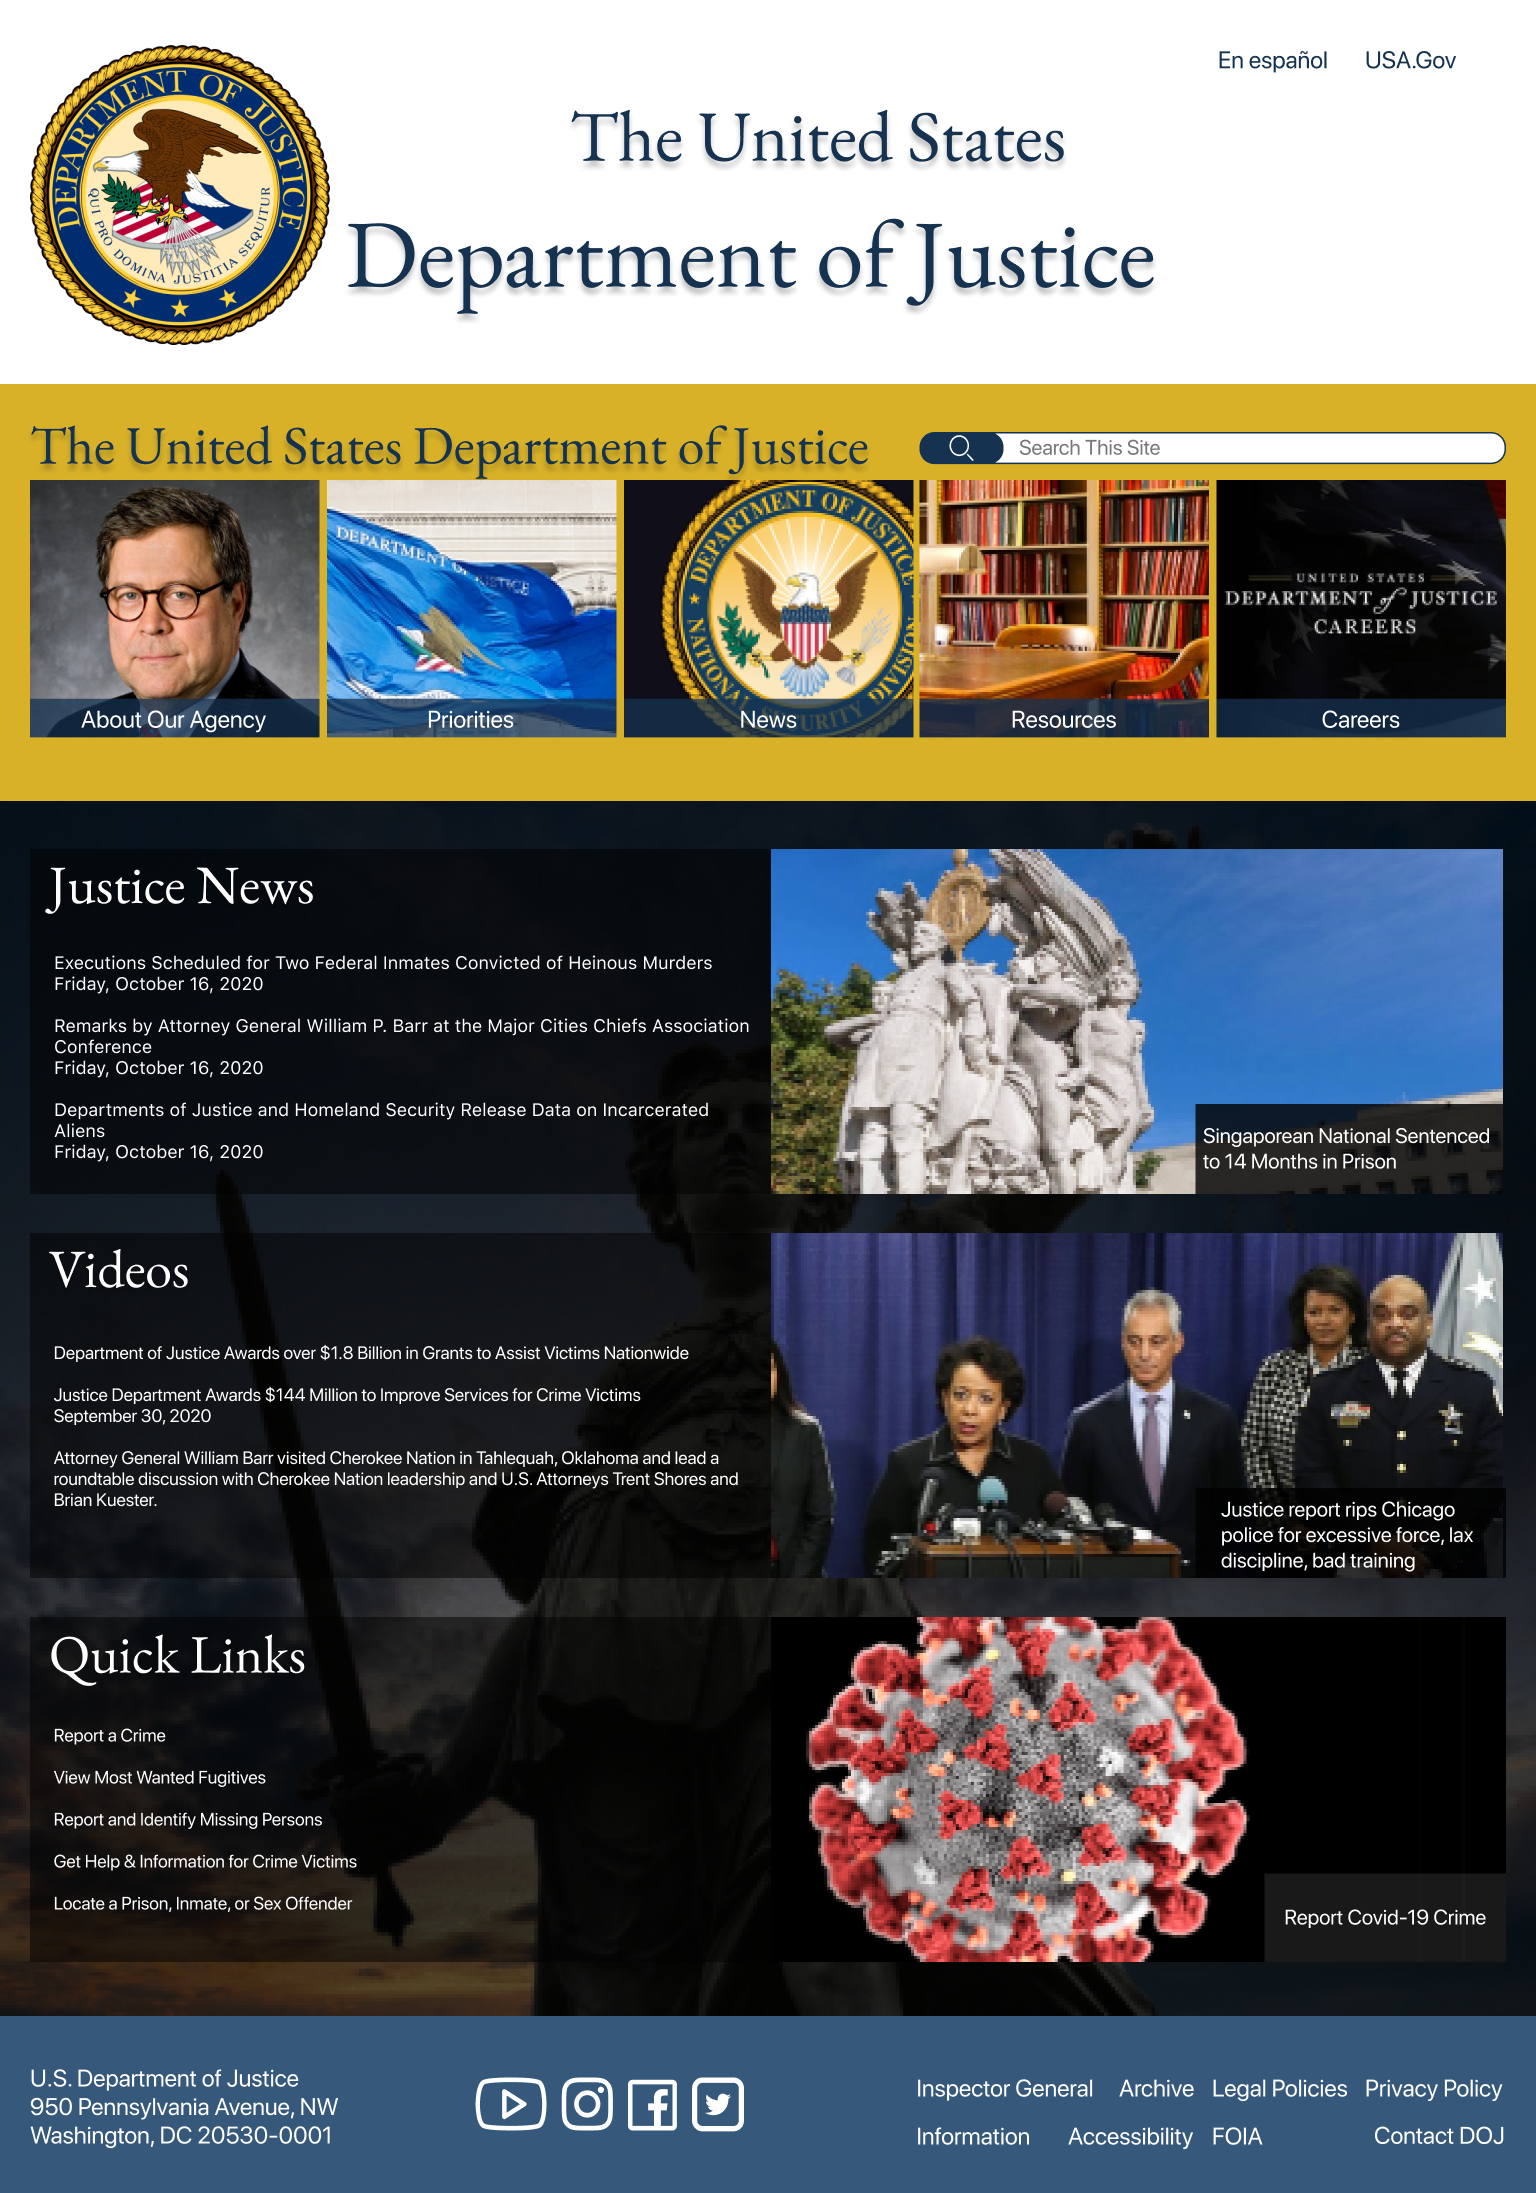 En español USA.Gov
DEPARTMENT OF JUSTICE
QUI PRO DOMINA JUSTITIA SEQUITUR
The United States
Department of Justice
The United States Department of Justice
Search This Site
DEPARTMENT OF JUSTICE
DEPARTMENT OF JUSTICE
NATIONAL SECURITY DIVISION
UNITED STATES
DEPARTMENT of JUSTICE
CAREERS
About Our Agency
Priorities
News
Resources
Careers
Justice News
Executions Scheduled for Two Federal Inmates Convicted of Heinous Murders
Friday, October 16, 2020
Remarks by Attorney General William P. Barr at the Major Cities Chiefs Association
Conference
Friday, October 16, 2020
Departments of Justice and Homeland Security Release Data on Incarcerated
Aliens
Friday, October 16, 2020
Singaporean National Sentenced
to 14 Months in Prison
Videos
Department of Justice Awards over $1.8 Billion in Grants to Assist Victims Nationwide
Justice Department Awards $144 Million to Improve Services for Crime Victims
September 30, 2020
Attorney General William Barr visited Cherokee Nation in Tahlequah, Oklahoma and lead a
roundtable discussion with Cherokee Nation leadership and U.S. Attorneys Trent Shores and
Brian Kuester.
Justice report rips Chicago
police for excessive force, lax
discipline, bad training
Quick Links
Report a Crime
View Most Wanted Fugitives
Report and Identify Missing Persons
Get Help & Information for Crime Victims
Locate a Prison, Inmate, or Sex Offender
Report Covid-19 Crime
U.S. Department of Justice
950 Pennsylvania Avenue, NW
Washington, DC 20530-0001
Inspector General Archive Legal Policies Privacy Policy
Information Accessibility FOIA Contact DOJ